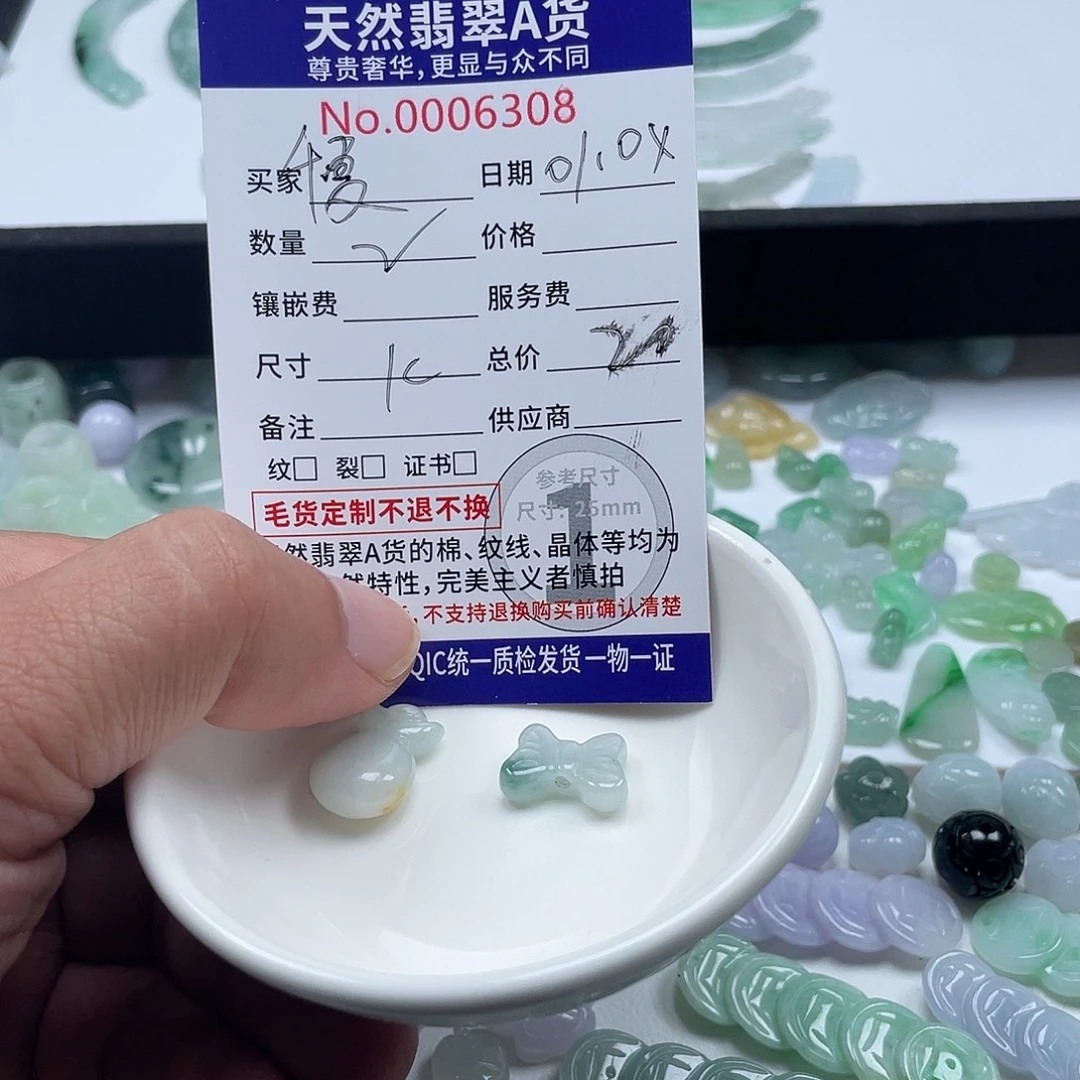 天然翡翠A货
尊贵奢华,更显与众不同
No.0006308
买家 日期
数量 价格
镶嵌费 服务费
尺寸 总价
备注 供应商
纹□ 裂□ 证书□
参考尺寸
尺寸: 25mm
1
毛货定制不退不换
然翡翠A货的棉、纹线、晶体等均为
然特性,完美主义者慎拍
,不支持退换购买前确认清楚
QIC统一质检发货一物一证